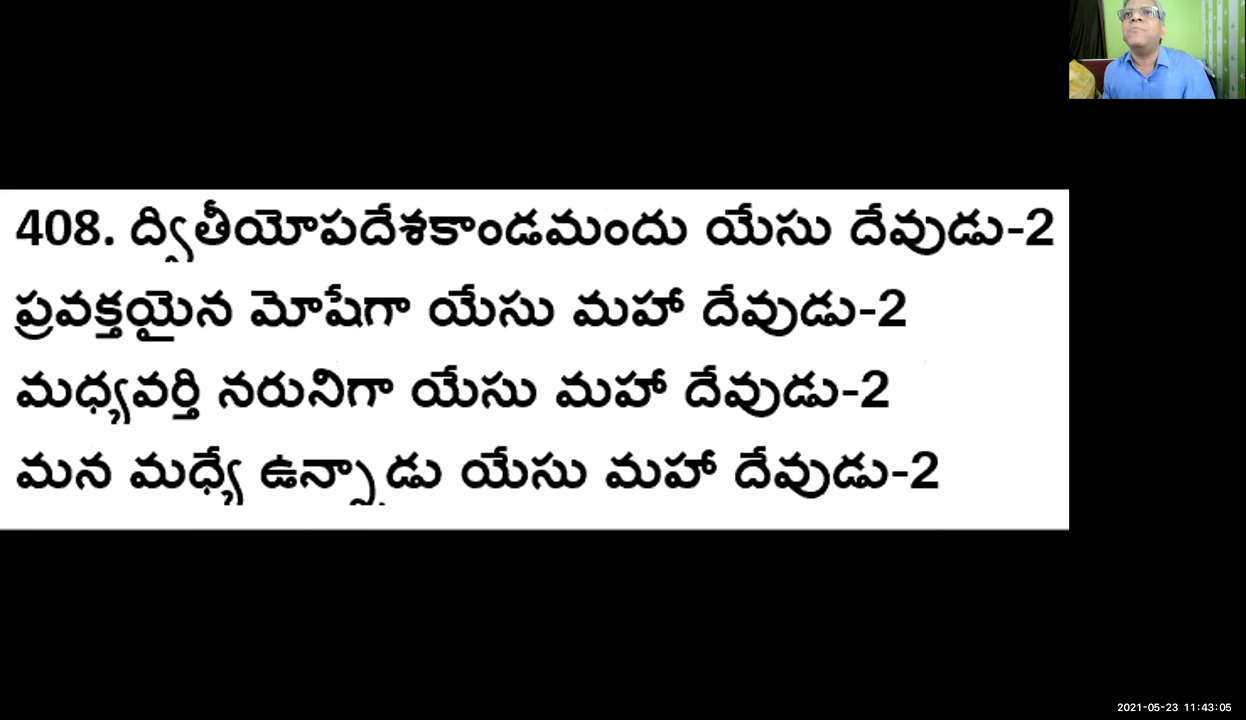 408. ద్వితీయోపదేశకాండమందు యేసు దేవుడు-2
ప్రవక్తయైన మోషేగా యేసు మహా దేవుడు-2
మధ్యవర్తి నరునిగా యేసు మహా దేవుడు-2
మన మధ్యే ఉన్నాడు యేసు మహా దేవుడు-2
2021-05-23 11:43:05